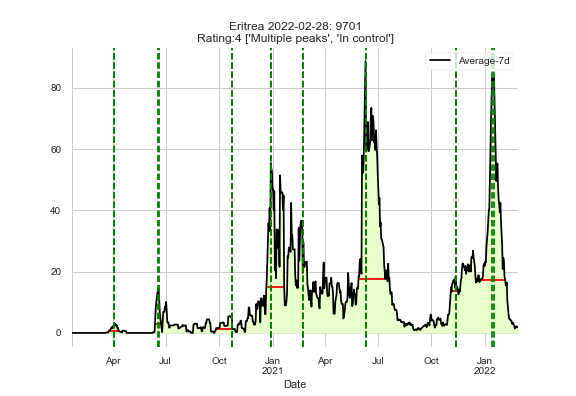 Eritrea 2022-02-28: 9701
Rating:4 ['Multiple peaks', 'In control']
Average-7d
80
60
40
20
0
Apr Jul Oct Jan Apr Jul Oct Jan
2021 2022
Date